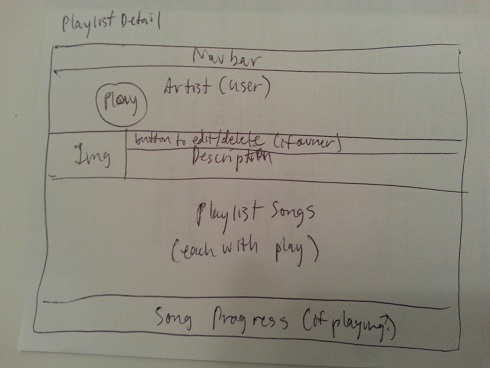 Playlist Detail
Navbar
Artist (user)
Play
button to edit/delete (if owner)
Img
Description
Playlist Songs
(each with play)
Song Progress (if playing?)